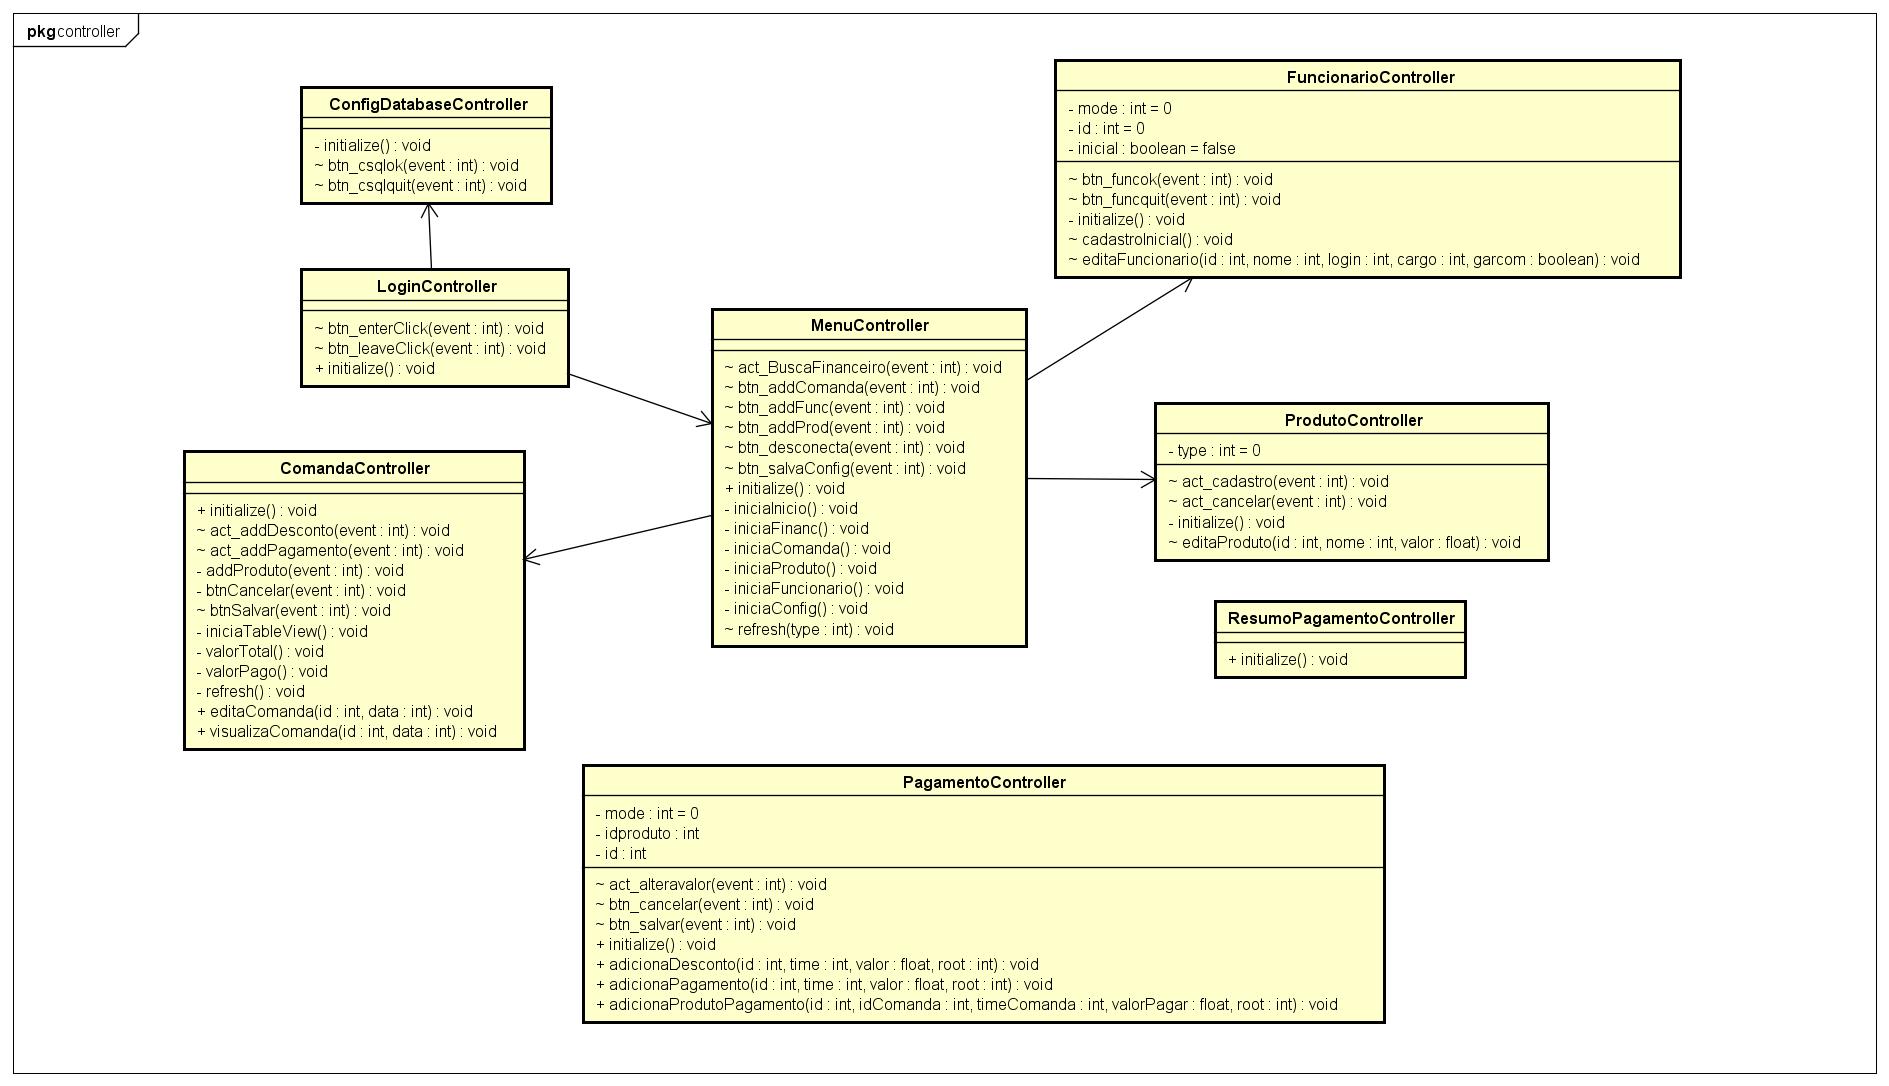 pkg controller
ConfigDatabaseController
- initialize() : void
~ btn_csqlok(event : int) : void
~ btn_csqlquit(event : int) : void
FuncionarioController
- mode : int = 0
- id : int = 0
- inicial : boolean = false
~ btn_funcok(event : int) : void
~ btn_funcquit(event : int) : void
- initialize() : void
~ cadastroInicial() : void
~ editaFuncionario(id : int, nome : int, login : int, cargo : int, garcom : boolean) : void
LoginController
~ btn_enterClick(event : int) : void
~ btn_leaveClick(event : int) : void
+ initialize() : void
MenuController
~ act_BuscaFinanceiro(event : int) : void
~ btn_addComanda(event : int) : void
~ btn_addFunc(event : int) : void
~ btn_addProd(event : int) : void
~ btn_desconecta(event : int) : void
~ btn_salvaConfig(event : int) : void
+ initialize() : void
- iniciaInicio() : void
- iniciaFinanc() : void
- iniciaComanda() : void
- iniciaProduto() : void
- iniciaFuncionario() : void
- iniciaConfig() : void
~ refresh(type : int) : void
ProdutoController
- type : int = 0
~ act_cadastro(event : int) : void
~ act_cancelar(event : int) : void
- initialize() : void
~ editaProduto(id : int, nome : int, valor : float) : void
ComandaController
+ initialize() : void
~ act_addDesconto(event : int) : void
~ act_addPagamento(event : int) : void
- addProduto(event : int) : void
- btnCancelar(event : int) : void
~ btnSalvar(event : int) : void
- iniciaTableView() : void
- valorTotal() : void
- valorPago() : void
- refresh() : void
+ editaComanda(id : int, data : int) : void
+ visualizaComanda(id : int, data : int) : void
ResumoPagamentoController
+ initialize() : void
PagamentoController
- mode : int = 0
- idproduto : int
- id : int
~ act_alteravalor(event : int) : void
~ btn_cancelar(event : int) : void
~ btn_salvar(event : int) : void
+ initialize() : void
+ adicionaDesconto(id : int, time : int, valor : float, root : int) : void
+ adicionaPagamento(id : int, time : int, valor : float, root : int) : void
+ adicionaProdutoPagamento(id : int, idComanda : int, timeComanda : int, valorPagar : float, root : int) : void